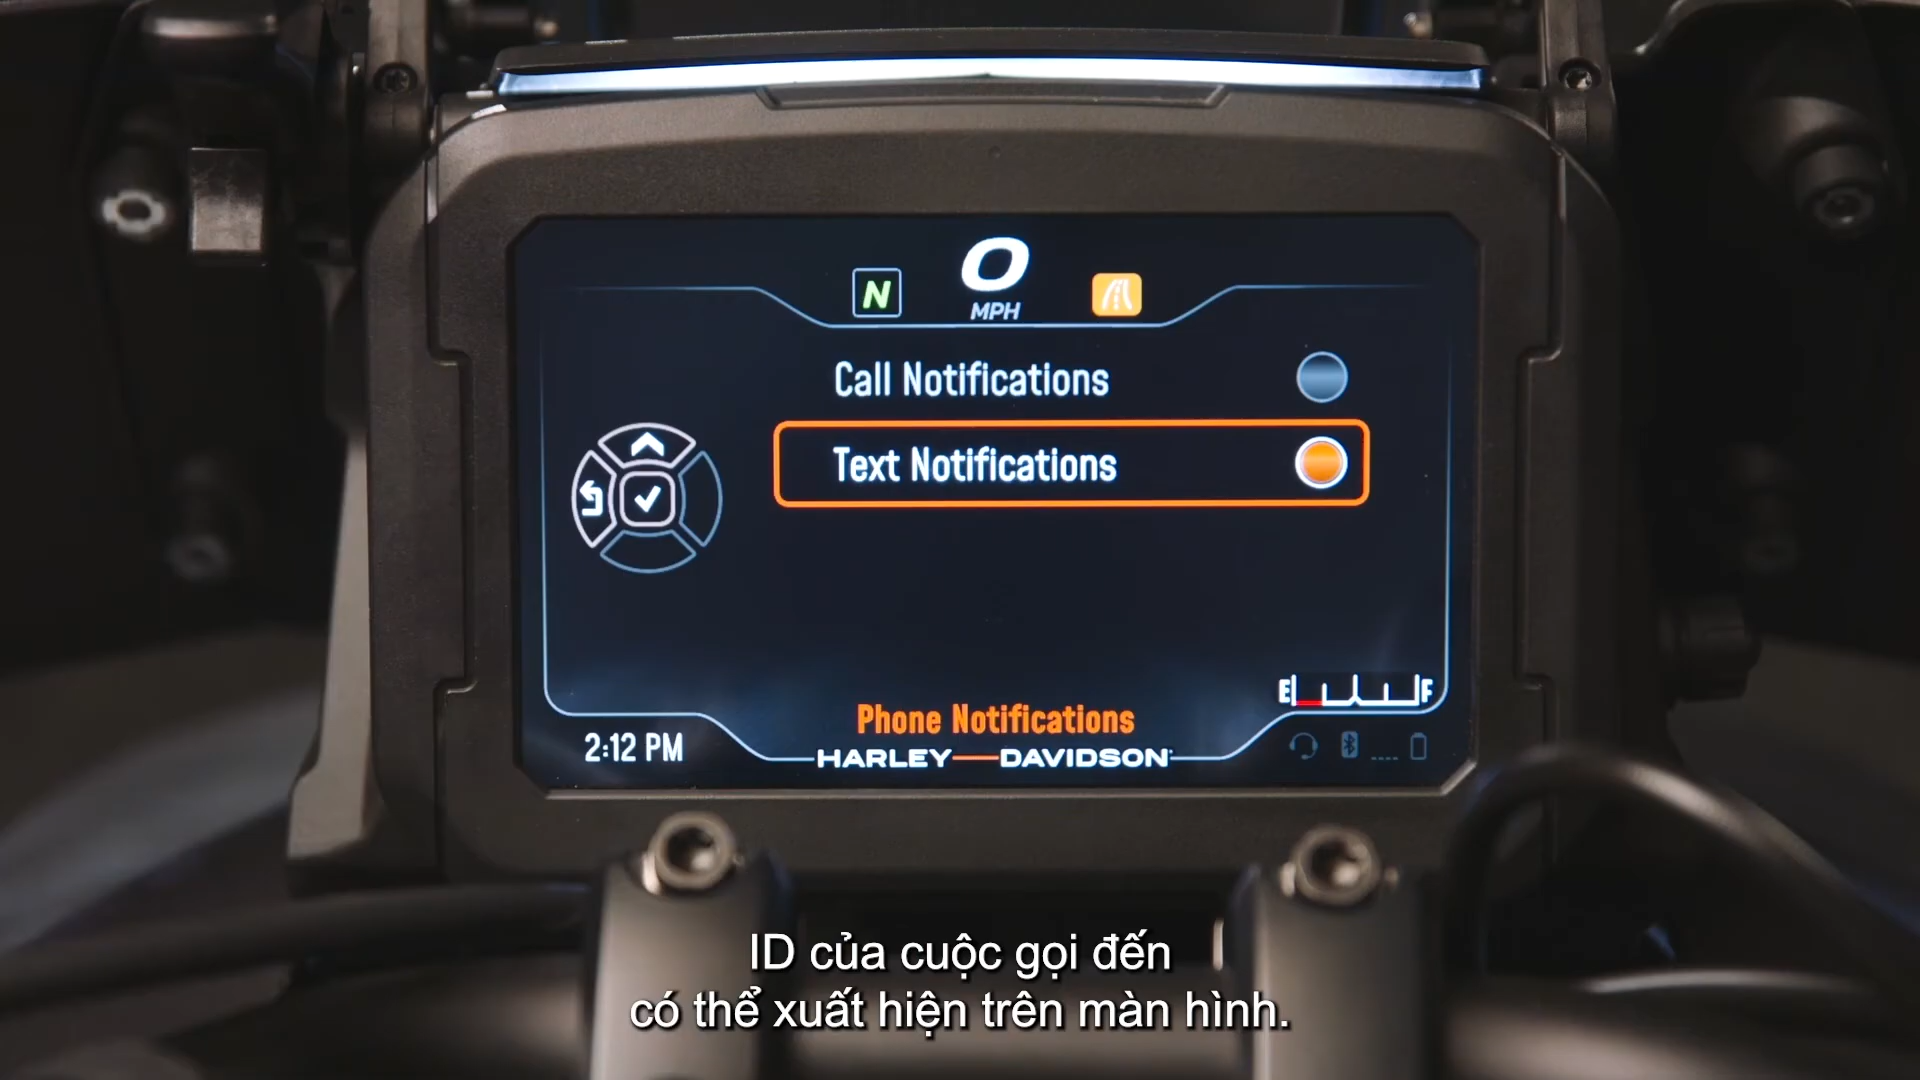 0
N
MPH
Call Notifications
Text Notifications
E F
Phone Notifications
2:12 PM
HARLEY DAVIDSON
ID của cuộc gọi đến
có thể xuất hiện trên màn hình.